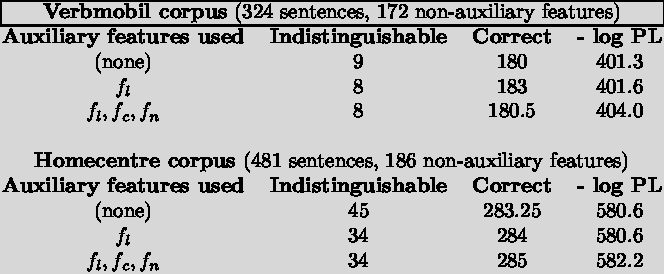 Verbmobil corpus (324 sentences, 172 non-auxiliary features)
Auxiliary features used Indistinguishable Correct - log PL
(none) 9 180 401.3
f_l 8 183 401.6
f_l, f_c, f_n 8 180.5 404.0
Homecentre corpus (481 sentences, 186 non-auxiliary features)
Auxiliary features used Indistinguishable Correct - log PL
(none) 45 283.25 580.6
f_l 34 284 580.6
f_l, f_c, f_n 34 285 582.2